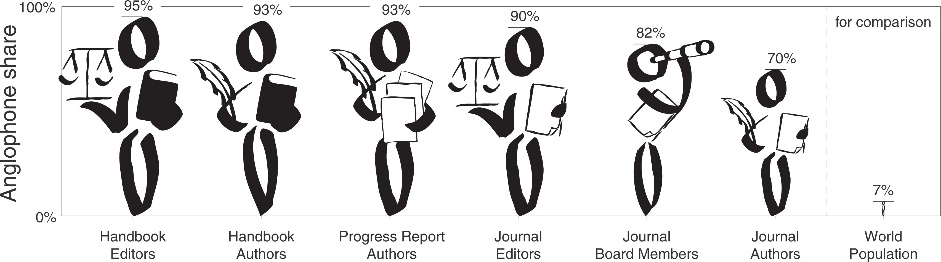 100%
0%
Anglophone share
95%
93%
93%
90%
82%
70%
for comparison
7%
Handbook
Editors
Handbook
Authors
Progress Report
Authors
Journal
Editors
Journal
Board Members
Journal
Authors
World
Population